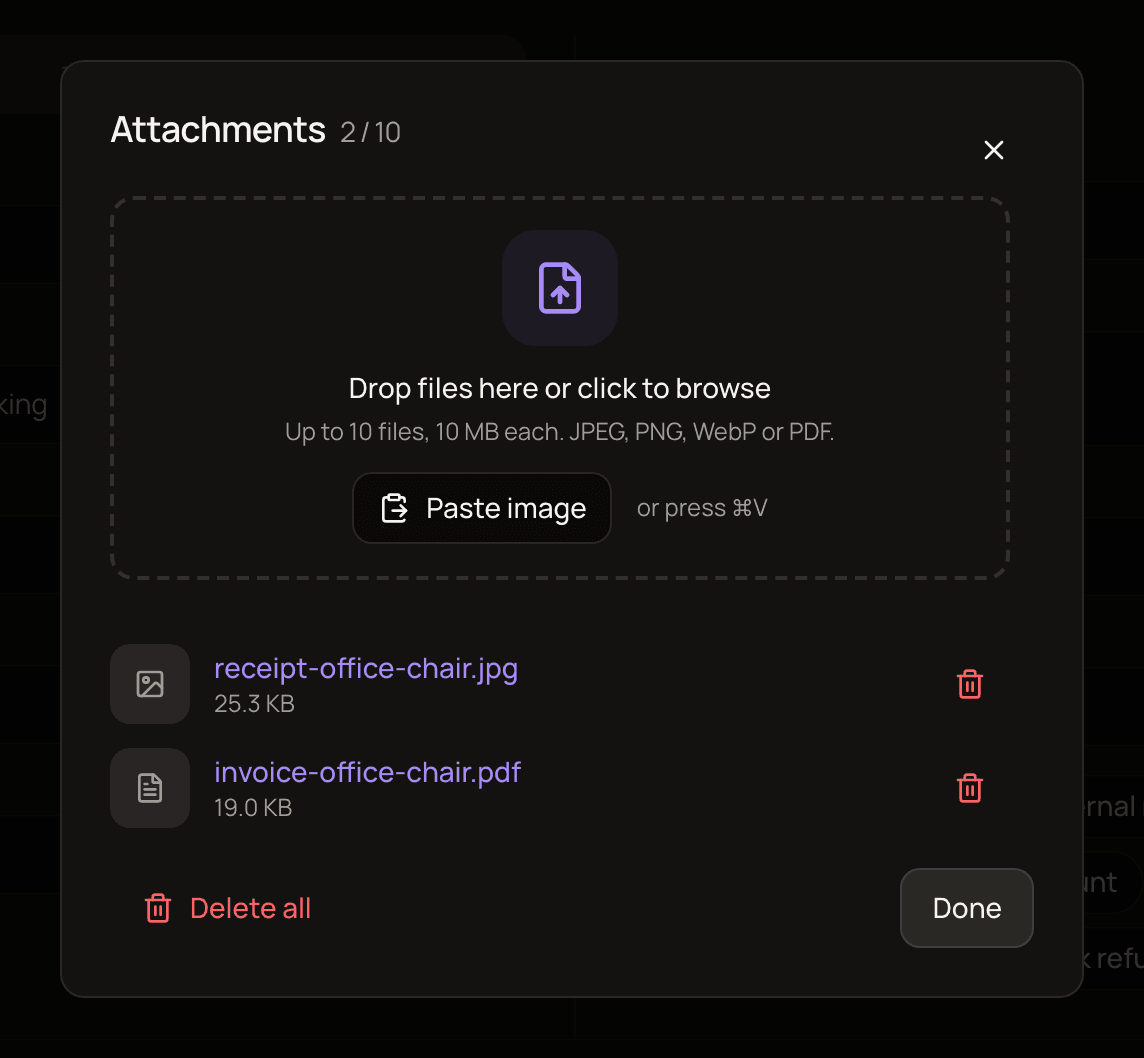 Attachments 2 / 10
Drop files here or click to browse
Up to 10 files, 10 MB each. JPEG, PNG, WebP or PDF.
Paste image or press ⌘V
receipt-office-chair.jpg
25.3 KB
invoice-office-chair.pdf
19.0 KB
Delete all
Done